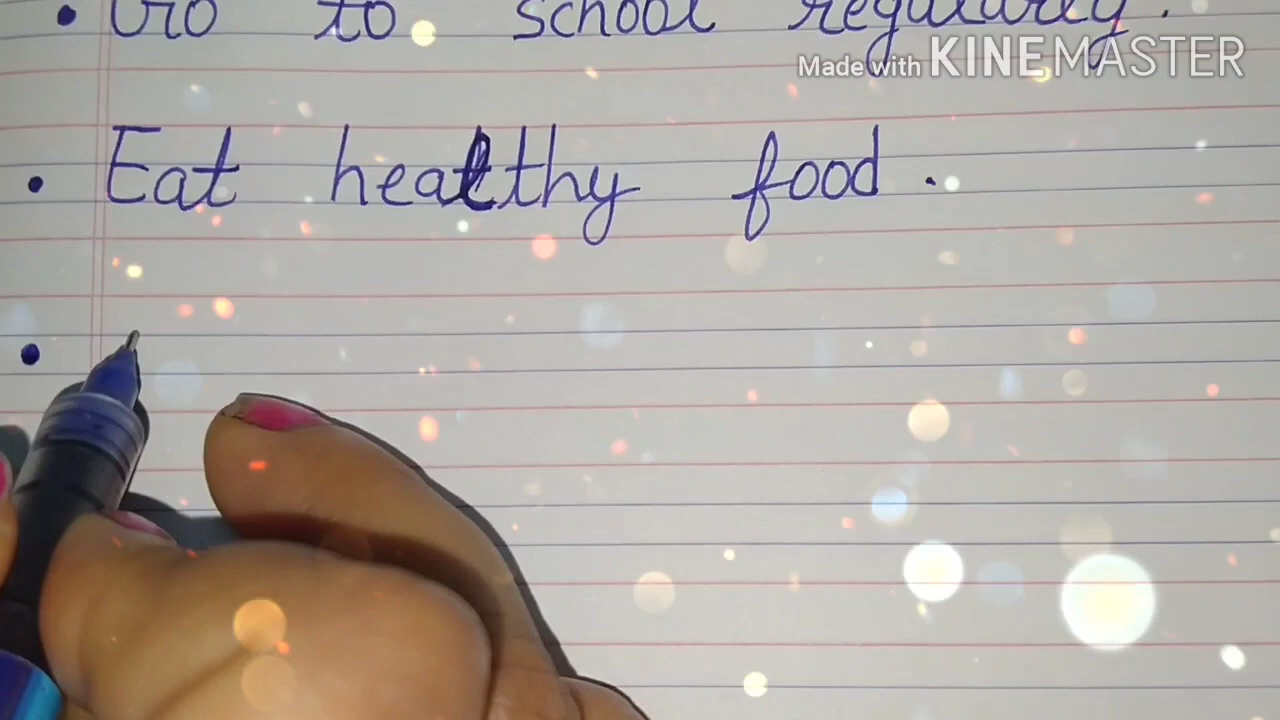 • Go to school regularly.
Made with KINEMASTER
• Eat healthy food.
•